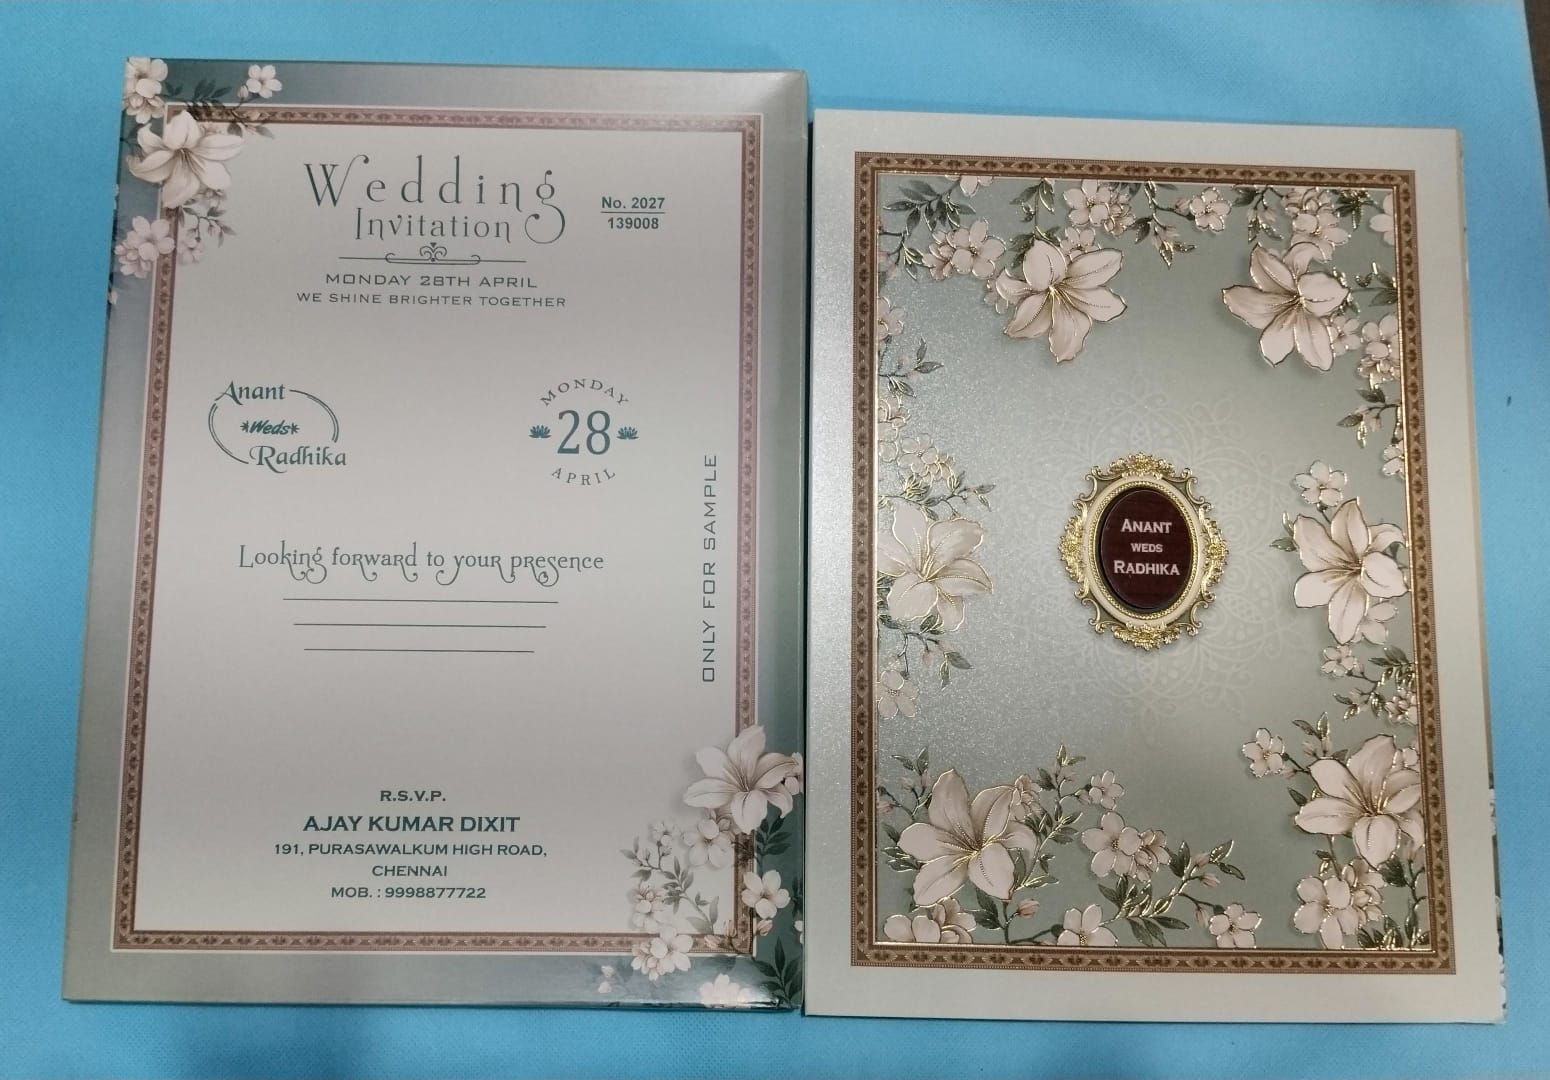 Wedding
Invitation
No. 2027
139008
MONDAY 28TH APRIL
WE SHINE BRIGHTER TOGETHER
Anant
*Weds*
Radhika
MONDAY
28
APRIL
ONLY FOR SAMPLE
Looking forward to your presence
R.S.V.P.
AJAY KUMAR DIXIT
191, PURASAWALKUM HIGH ROAD,
CHENNAI
MOB. : 9998877722
ANANT
WEDS
RADHIKA